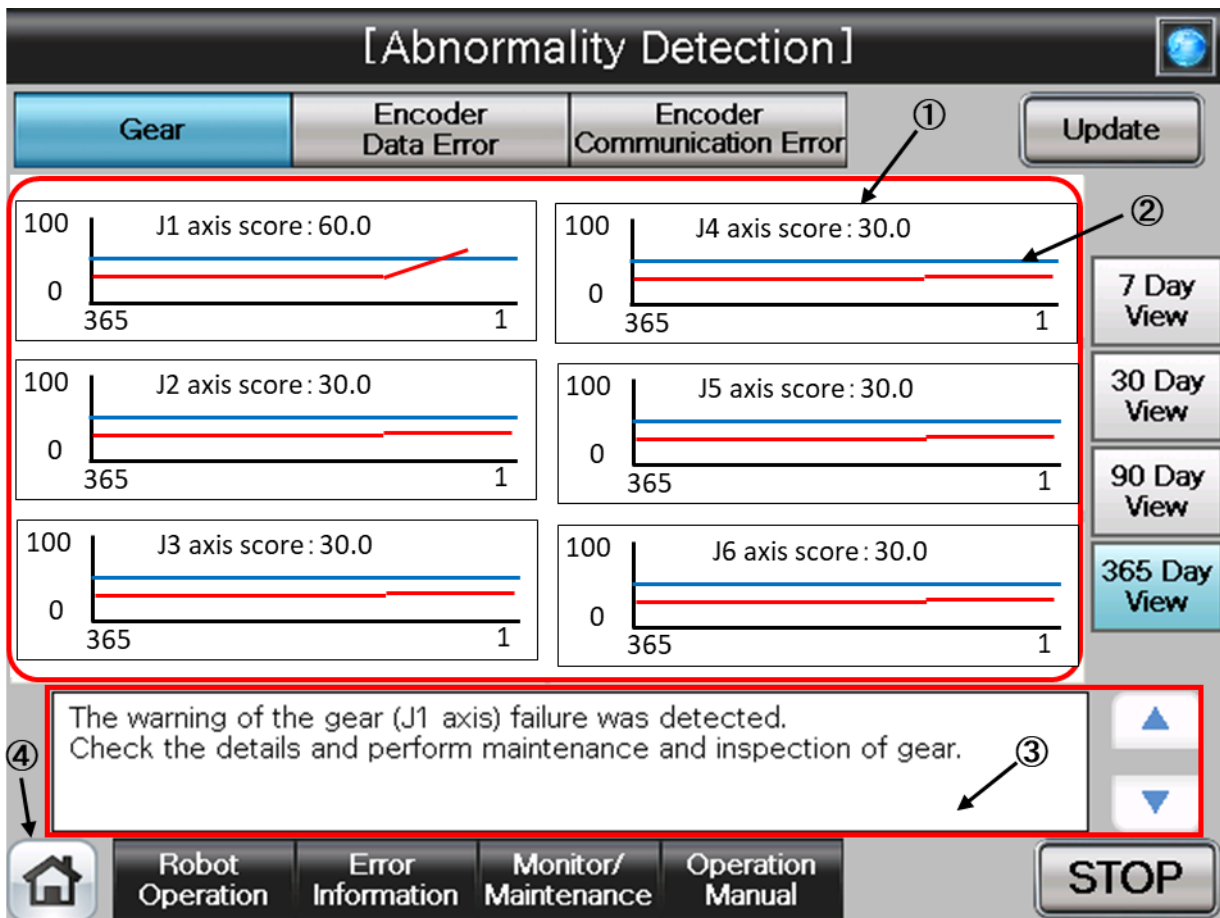 [Abnormality Detection]
Gear
Encoder
Data Error
Encoder
Communication Error
①
Update
②
100
J1 axis score:60.0
0
365
1
100
J4 axis score:30.0
0
365
1
7 Day
View
100
J2 axis score:30.0
0
365
1
100
J5 axis score:30.0
0
365
1
30 Day
View
90 Day
View
100
J3 axis score:30.0
0
365
1
100
J6 axis score:30.0
0
365
1
365 Day
View
The warning of the gear (J1 axis) failure was detected.
Check the details and perform maintenance and inspection of gear.
③
④
Robot
Operation
Error
Information
Monitor/
Maintenance
Operation
Manual
STOP